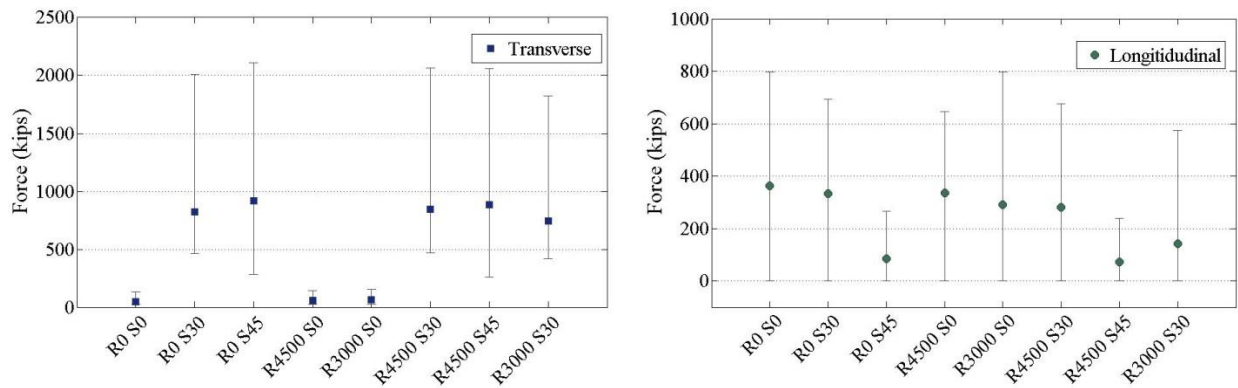 2500
2000
1500
1000
500
0
Force (kips)
Transverse
R0 S0
R0 S30
R0 S45
R4500 S0
R3000 S0
R4500 S30
R4500 S45
R3000 S30
1000
800
600
400
200
0
Force (kips)
Longitidudinal
R0 S0
R0 S30
R0 S45
R4500 S0
R3000 S0
R4500 S30
R4500 S45
R3000 S30